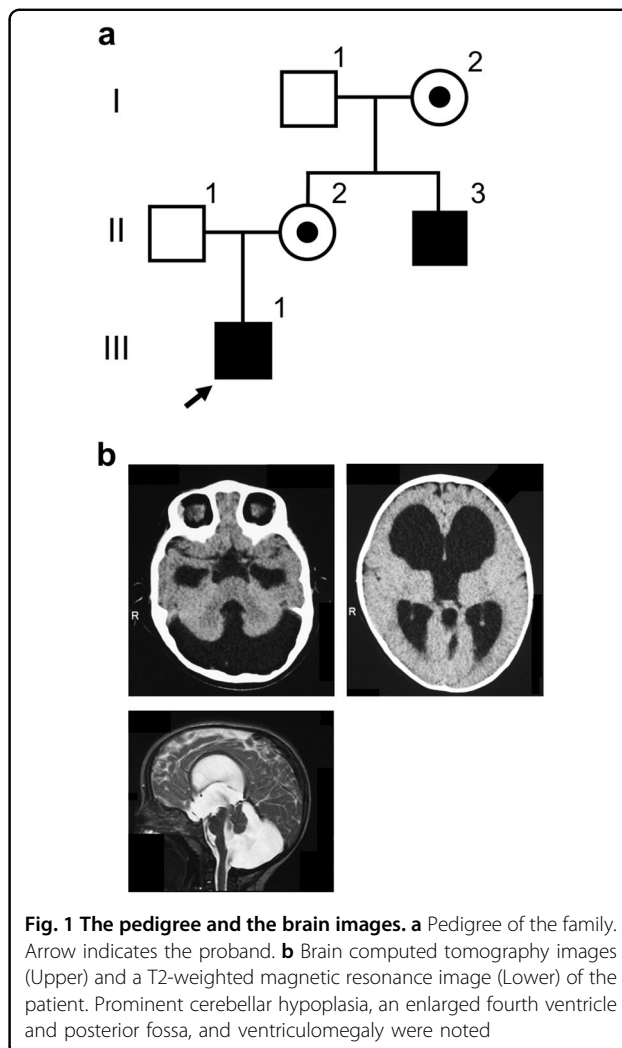 a
1
2
I
1
2
3
II
1
III
b
R
R
Fig. 1 The pedigree and the brain images. a Pedigree of the family.
Arrow indicates the proband. b Brain computed tomography images
(Upper) and a T2-weighted magnetic resonance image (Lower) of the
patient. Prominent cerebellar hypoplasia, an enlarged fourth ventricle
and posterior fossa, and ventriculomegaly were noted